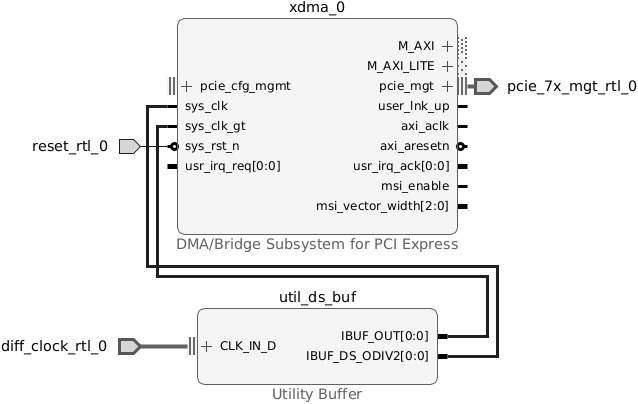 xdma_0
M_AXI
M_AXI_LITE
pcie_cfg_mgmt
pcie_mgt
pcie_7x_mgt_rtl_0
sys_clk
user_lnk_up
sys_clk_gt
axi_aclk
reset_rtl_0
sys_rst_n
axi_aresetn
usr_irq_req[0:0]
usr_irq_ack[0:0]
msi_enable
msi_vector_width[2:0]
DMA/Bridge Subsystem for PCI Express
util_ds_buf
IBUF_OUT[0:0]
diff_clock_rtl_0
CLK_IN_D
IBUF_DS_ODIV2[0:0]
Utility Buffer